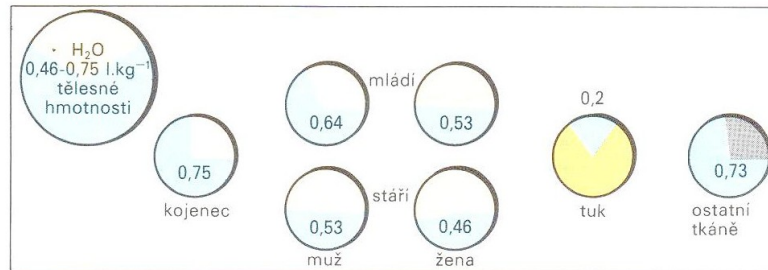 H₂O
0,46-0,75 l.kg⁻¹
tělesné
hmotnosti
0,75
kojenec
mládí
0,64
0,53
stáří
0,53
0,46
muž
žena
0,2
tuk
0,73
ostatní
tkáně